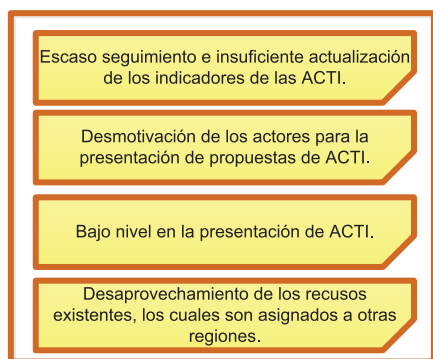 Escaso seguimiento e insuficiente actualización
de los indicadores de las ACTI.
Desmotivación de los actores para la
presentación de propuestas de ACTI.
Bajo nivel en la presentación de ACTI.
Desaprovechamiento de los recusos
existentes, los cuales son asignados a otras
regiones.